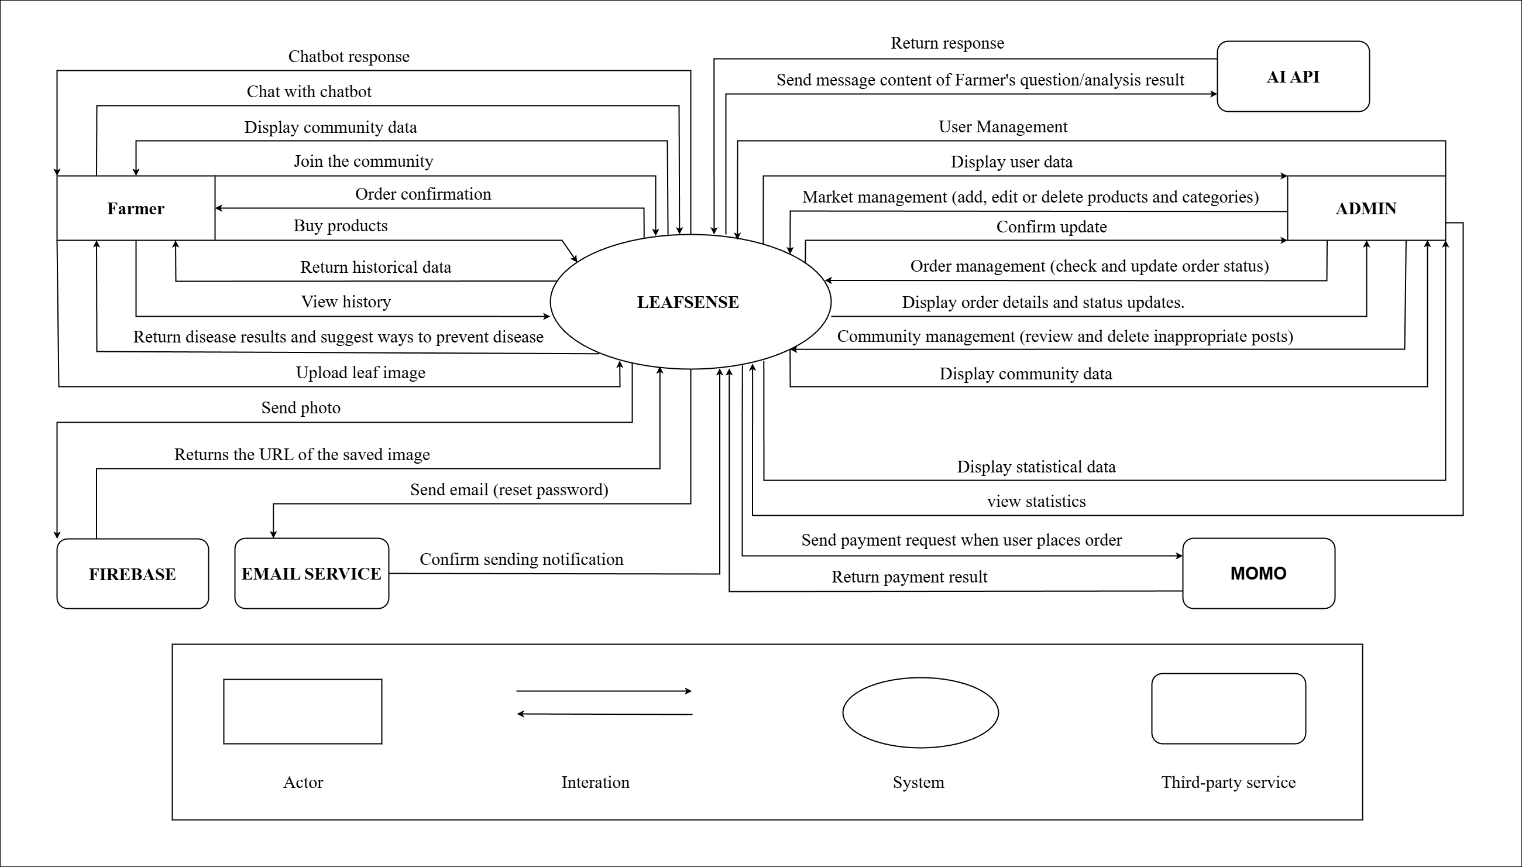 Return response
Chatbot response
AI API
Send message content of Farmer's question/analysis result
Chat with chatbot
Display community data
User Management
Join the community
Display user data
Order confirmation
Market management (add, edit or delete products and categories)
Farmer
ADMIN
Buy products
Confirm update
Return historical data
Order management (check and update order status)
View history
LEAFSENSE
Display order details and status updates.
Return disease results and suggest ways to prevent disease
Community management (review and delete inappropriate posts)
Upload leaf image
Display community data
Send photo
Returns the URL of the saved image
Display statistical data
Send email (reset password)
view statistics
Send payment request when user places order
Confirm sending notification
FIREBASE
EMAIL SERVICE
MOMO
Return payment result
Actor
Interation
System
Third-party service